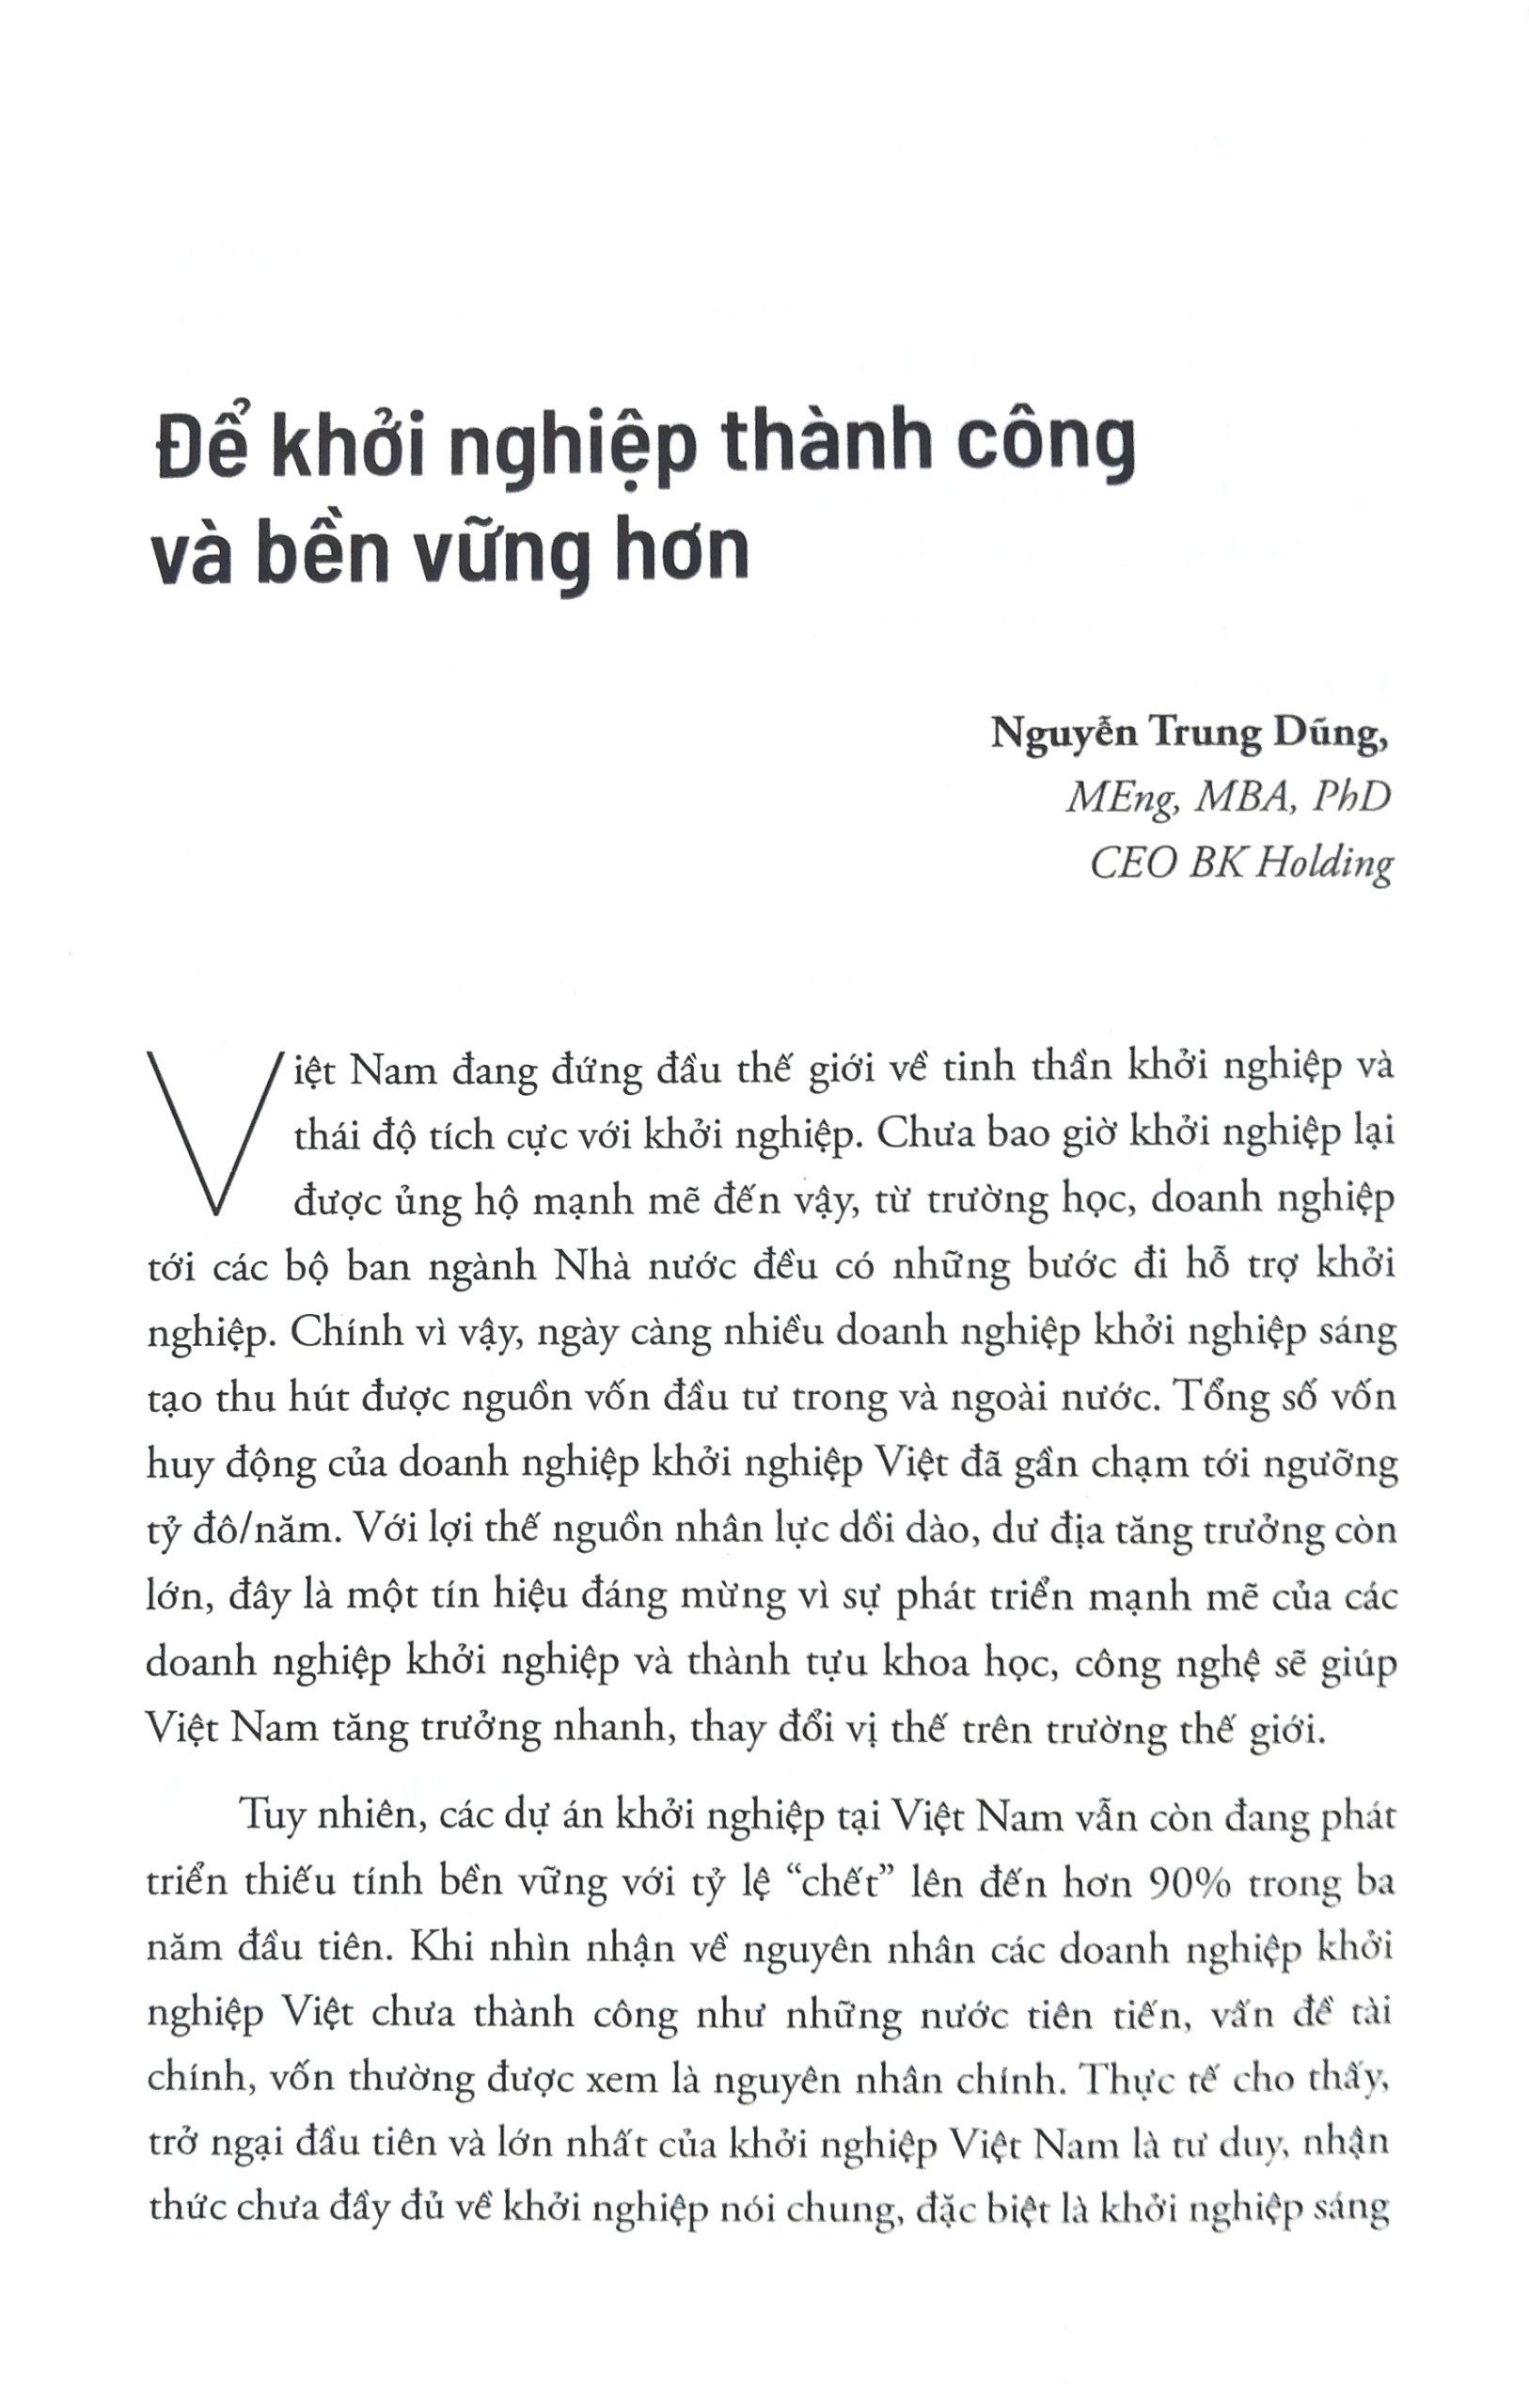 Để khởi nghiệp thành công
và bền vững hơn
Nguyễn Trung Dũng,
MEng, MBA, PhD
CEO BK Holding
Việt Nam đang đứng đầu thế giới về tinh thần khởi nghiệp và
thái độ tích cực với khởi nghiệp. Chưa bao giờ khởi nghiệp lại
được ủng hộ mạnh mẽ đến vậy, từ trường học, doanh nghiệp
tới các bộ ban ngành Nhà nước đều có những bước đi hỗ trợ khởi
nghiệp. Chính vì vậy, ngày càng nhiều doanh nghiệp khởi nghiệp sáng
tạo thu hút được nguồn vốn đầu tư trong và ngoài nước. Tổng số vốn
huy động của doanh nghiệp khởi nghiệp Việt đã gần chạm tới ngưỡng
tỷ đô/năm. Với lợi thế nguồn nhân lực dồi dào, dư địa tăng trưởng còn
lớn, đây là một tín hiệu đáng mừng vì sự phát triển mạnh mẽ của các
doanh nghiệp khởi nghiệp và thành tựu khoa học, công nghệ sẽ giúp
Việt Nam tăng trưởng nhanh, thay đổi vị thế trên trường thế giới.
Tuy nhiên, các dự án khởi nghiệp tại Việt Nam vẫn còn đang phát
triển thiếu tính bền vững với tỷ lệ “chết” lên đến hơn 90% trong ba
năm đầu tiên. Khi nhìn nhận về nguyên nhân các doanh nghiệp khởi
nghiệp Việt chưa thành công như những nước tiên tiến, vấn đề tài
chính, vốn thường được xem là nguyên nhân chính. Thực tế cho thấy,
trở ngại đầu tiên và lớn nhất của khởi nghiệp Việt Nam là tư duy, nhận
thức chưa đầy đủ về khởi nghiệp nói chung, đặc biệt là khởi nghiệp sáng